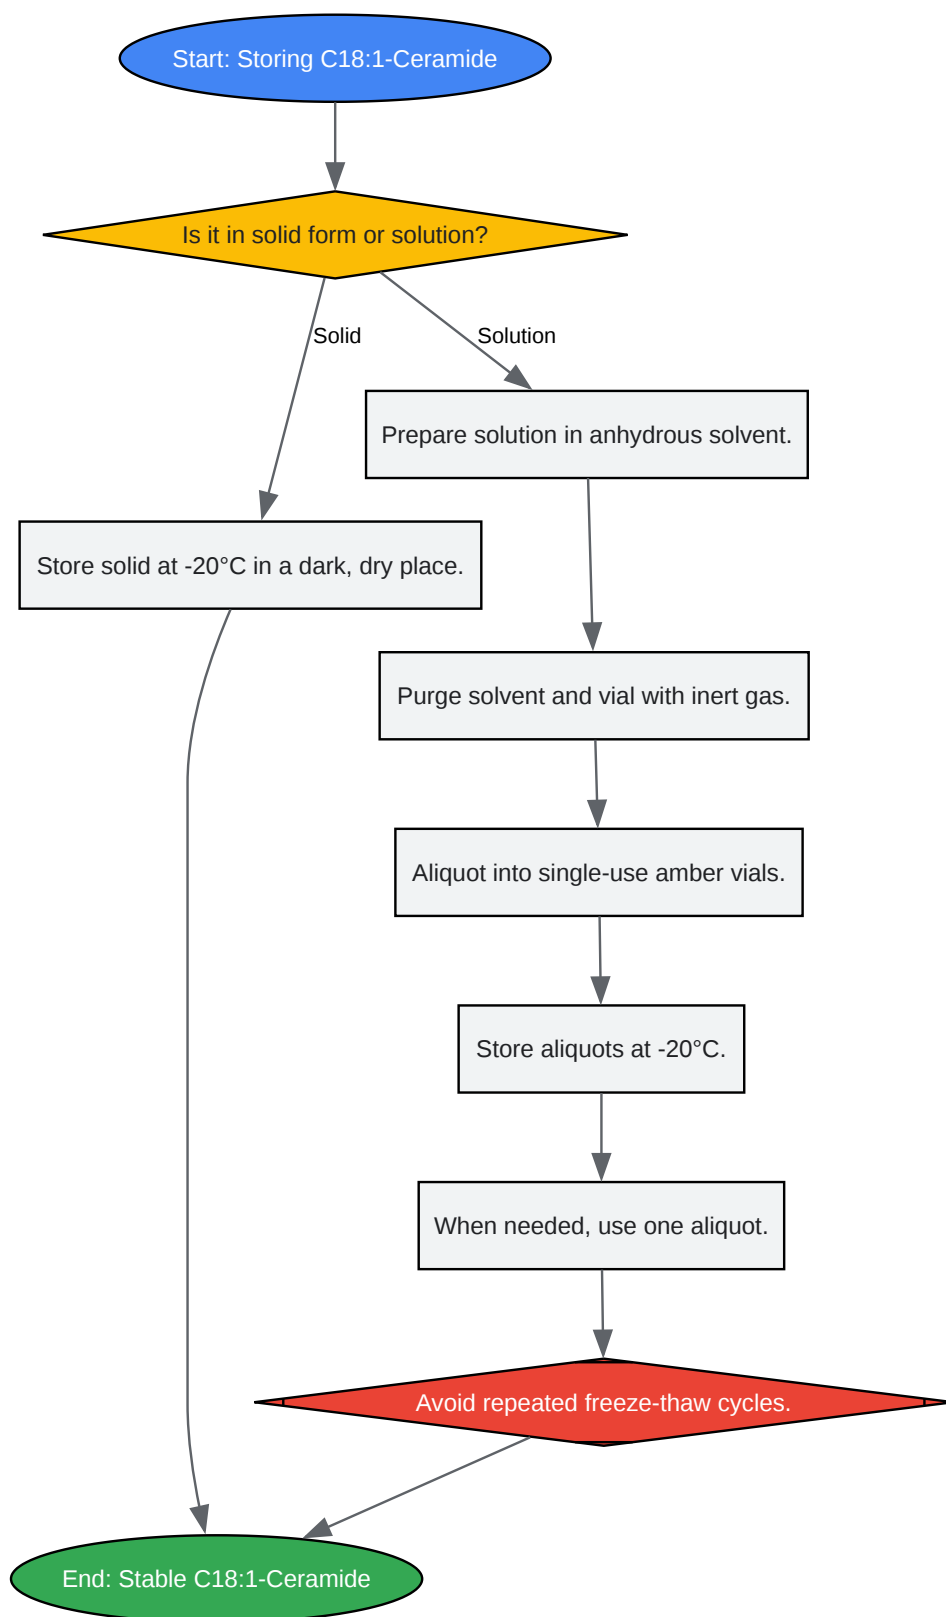 Start: Storing C18:1-Ceramide
Is it in solid form or solution?
Solid
Solution
Prepare solution in anhydrous solvent.
Store solid at -20°C in a dark, dry place.
Purge solvent and vial with inert gas.
Aliquot into single-use amber vials.
Store aliquots at -20°C.
When needed, use one aliquot.
Avoid repeated freeze-thaw cycles.
End: Stable C18:1-Ceramide